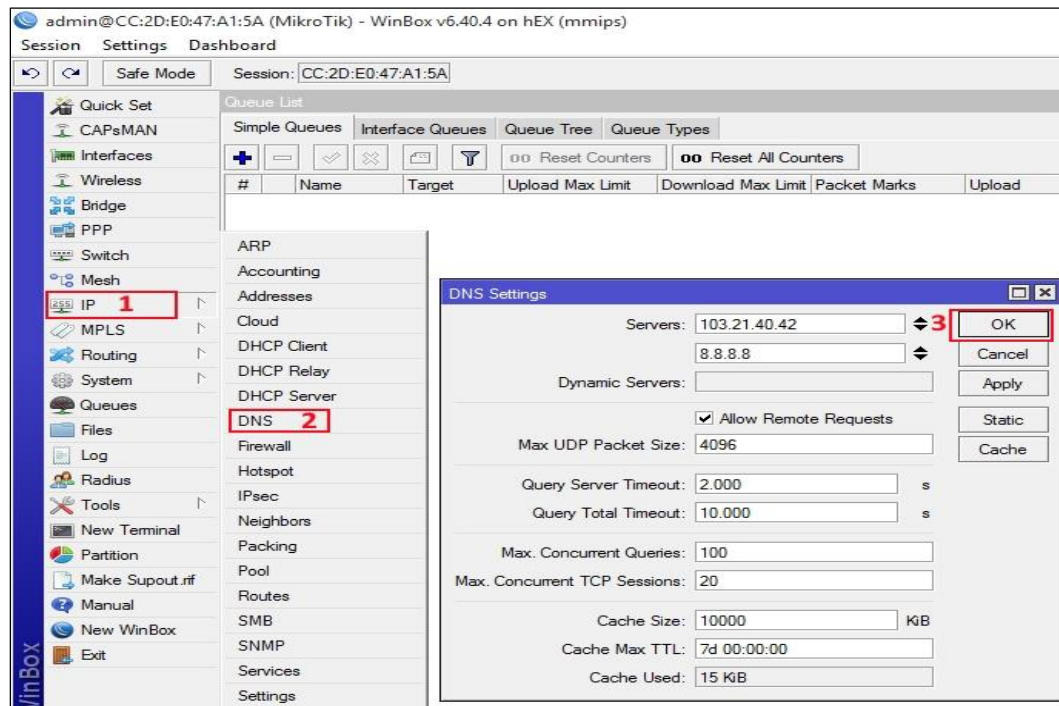 admin@CC:2D:E0:47:A1:5A (MikroTik) - WinBox v6.40.4 on hEX (mmips)
Session Settings Dashboard
Safe Mode Session: CC:2D:E0:47:A1:5A
Quick Set
CAPsMAN
Interfaces
Wireless
Bridge
PPP
Switch
Mesh
IP 1
MPLS
Routing
System
Queues
Files
Log
Radius
Tools
New Terminal
Partition
Make Supout.rif
Manual
New WinBox
Exit
WinBox
Queue List
Simple Queues Interface Queues Queue Tree Queue Types
00 Reset Counters 00 Reset All Counters
# Name Target Upload Max Limit Download Max Limit Packet Marks Upload
ARP
Accounting
Addresses
Cloud
DHCP Client
DHCP Relay
DHCP Server
DNS 2
Firewall
Hotspot
IPsec
Neighbors
Packing
Pool
Routes
SMB
SNMP
Services
Settings
DNS Settings
Servers: 103.21.40.42 3 OK
8.8.8.8 Cancel
Dynamic Servers: Apply
Allow Remote Requests Static
Max UDP Packet Size: 4096 Cache
Query Server Timeout: 2.000 s
Query Total Timeout: 10.000 s
Max. Concurrent Queries: 100
Max. Concurrent TCP Sessions: 20
Cache Size: 10000 KiB
Cache Max TTL: 7d 00:00:00
Cache Used: 15 KiB